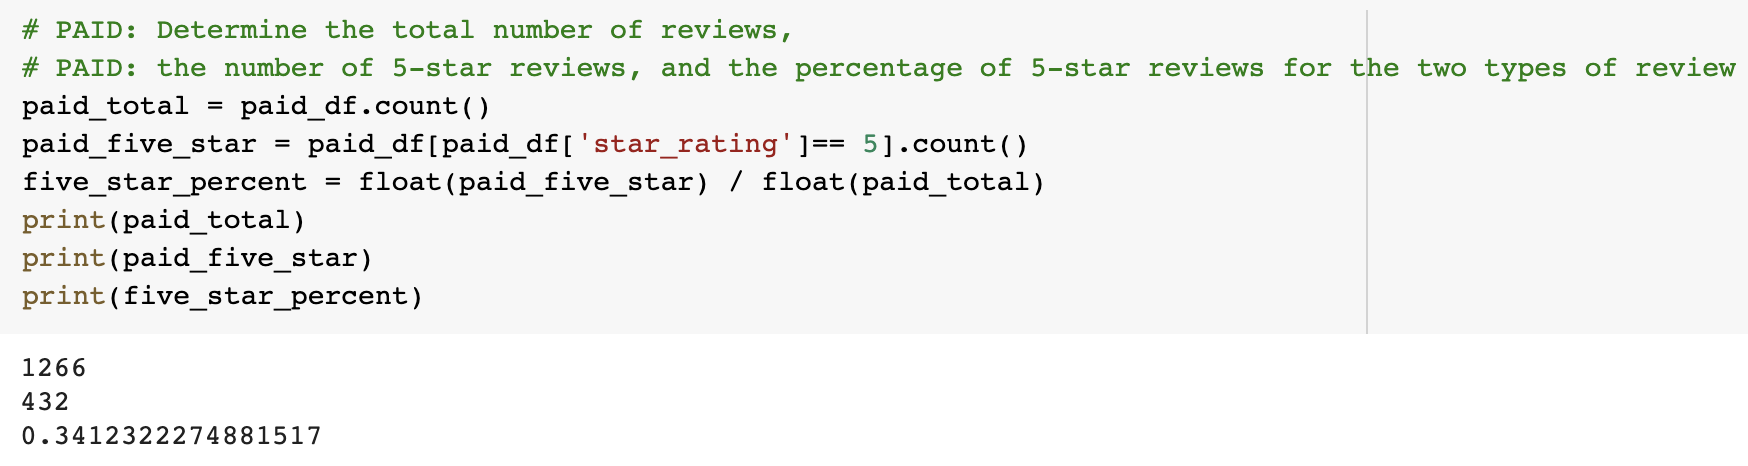 # PAID: Determine the total number of reviews,
# PAID: the number of 5-star reviews, and the percentage of 5-star reviews for the two types of review
paid_total = paid_df.count()
paid_five_star = paid_df[paid_df['star_rating']== 5].count()
five_star_percent = float(paid_five_star) / float(paid_total)
print(paid_total)
print(paid_five_star)
print(five_star_percent)
1266
432
0.3412322274881517